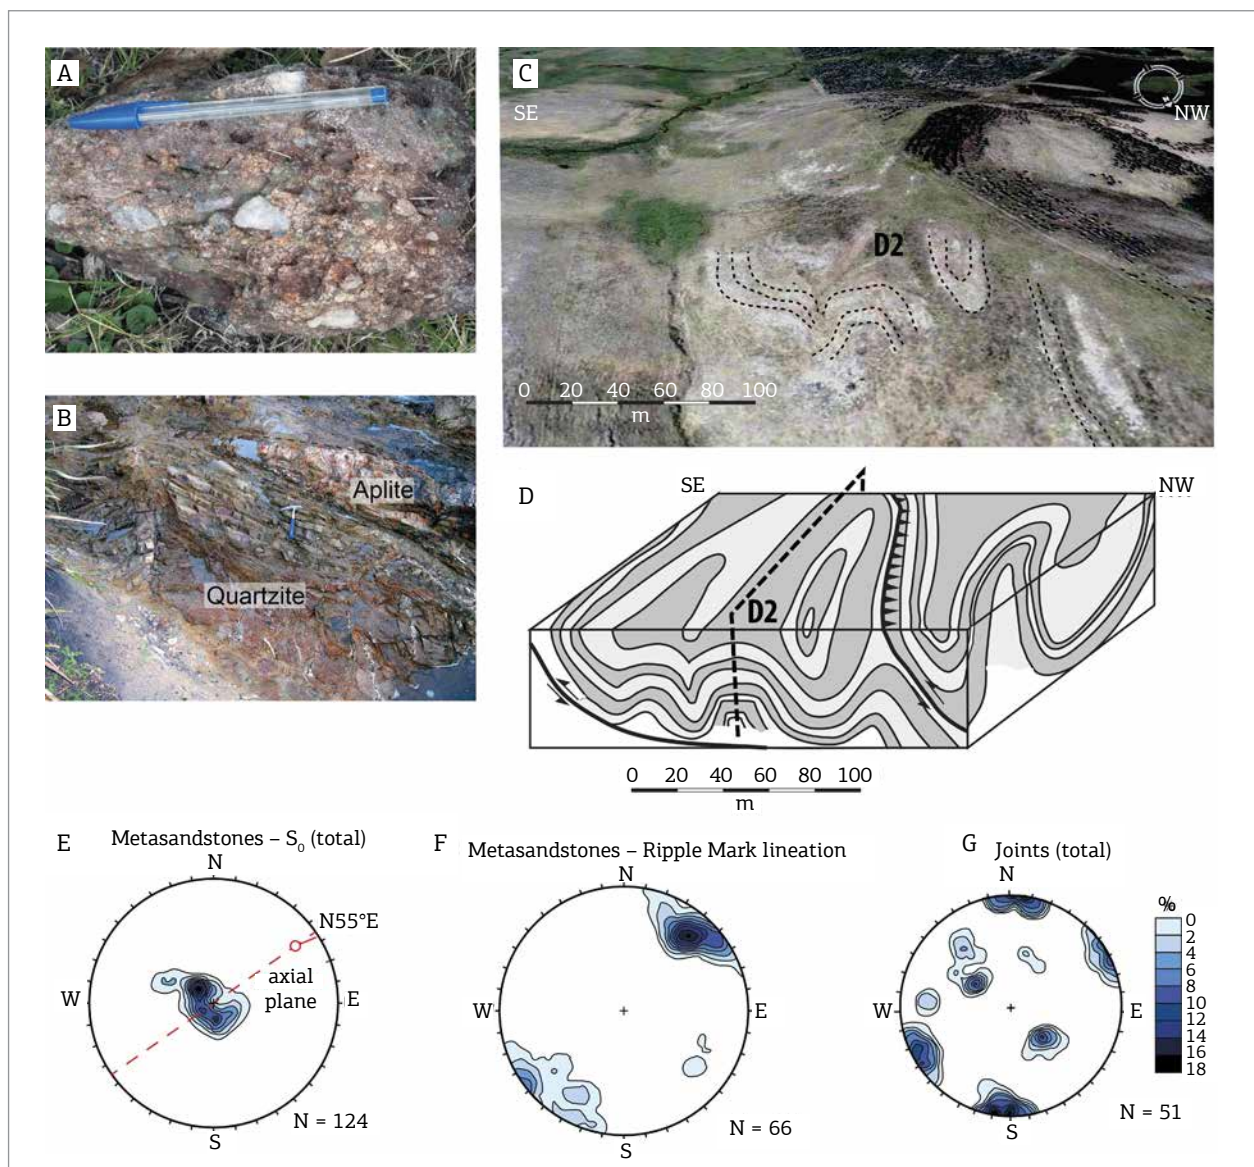 A
B
Aplite
Quartzite
C
SE
NW
D2
0 20 40 60 80 100
m
D
SE
NW
D2
0 20 40 60 80 100
m
E
Metasandstones – S₀ (total)
N
N55°E
axial
plane
W
E
S
N = 124
F
Metasandstones – Ripple Mark lineation
N
W
E
S
N = 66
G
Joints (total)
N
W
E
S
N = 51
%
0
2
4
6
8
10
12
14
16
18